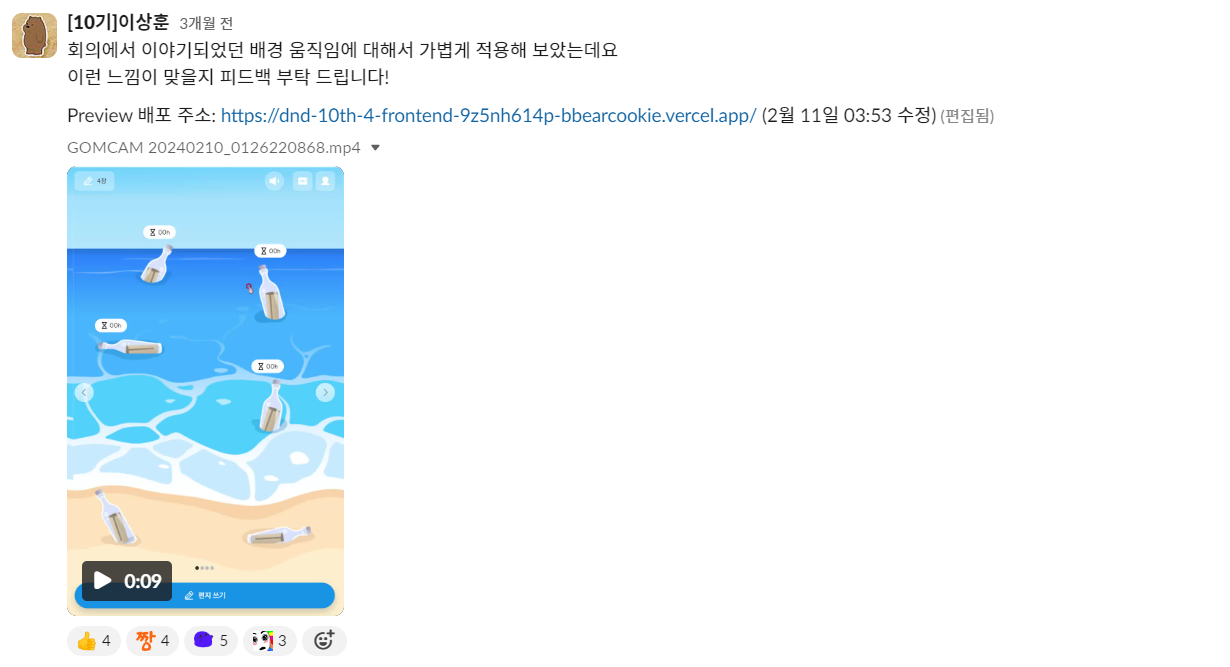 [10기]이상훈 3개월 전
회의에서 이야기되었던 배경 움직임에 대해서 가볍게 적용해 보았는데요
이런 느낌이 맞을지 피드백 부탁 드립니다!
Preview 배포 주소: https://dnd-10th-4-frontend-9z5nh614p-bbearcookie.vercel.app/ (2월 11일 03:53 수정) (편집됨)
GOMCAM 20240210_0126220868.mp4
4장
00h
00h
00h
00h
0:09
편지 쓰기
4
짱 4
5
3